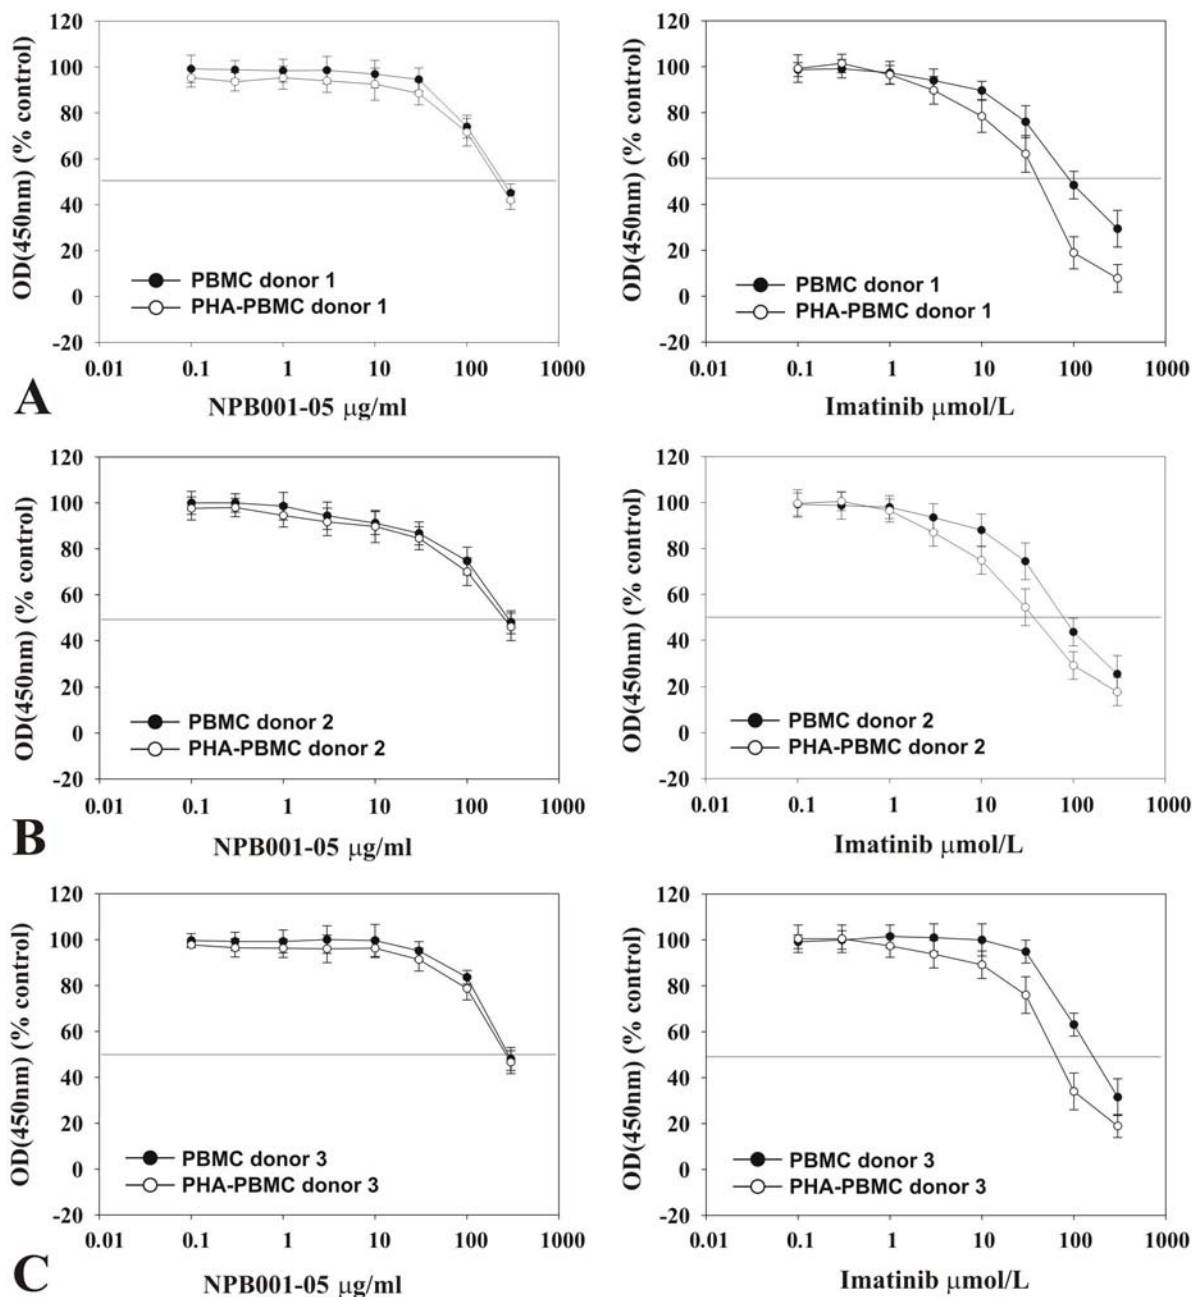 OD(450nm) (% control)
120
100
80
60
40
20
0
-20
PBMC donor 1
PHA-PBMC donor 1
0.01 0.1 1 10 100 1000
NPB001-05 μg/ml
OD(450nm) (% control)
120
100
80
60
40
20
0
-20
PBMC donor 1
PHA-PBMC donor 1
0.01 0.1 1 10 100 1000
Imatinib μmol/L
A
OD(450nm) (% control)
120
100
80
60
40
20
0
-20
PBMC donor 2
PHA-PBMC donor 2
0.01 0.1 1 10 100 1000
NPB001-05 μg/ml
OD(450nm) (% control)
120
100
80
60
40
20
0
-20
PBMC donor 2
PHA-PBMC donor 2
0.01 0.1 1 10 100 1000
Imatinib μmol/L
B
OD(450nm) (% control)
120
100
80
60
40
20
0
-20
PBMC donor 3
PHA-PBMC donor 3
0.01 0.1 1 10 100 1000
NPB001-05 μg/ml
OD(450nm) (% control)
120
100
80
60
40
20
0
-20
PBMC donor 3
PHA-PBMC donor 3
0.01 0.1 1 10 100 1000
Imatinib μmol/L
C